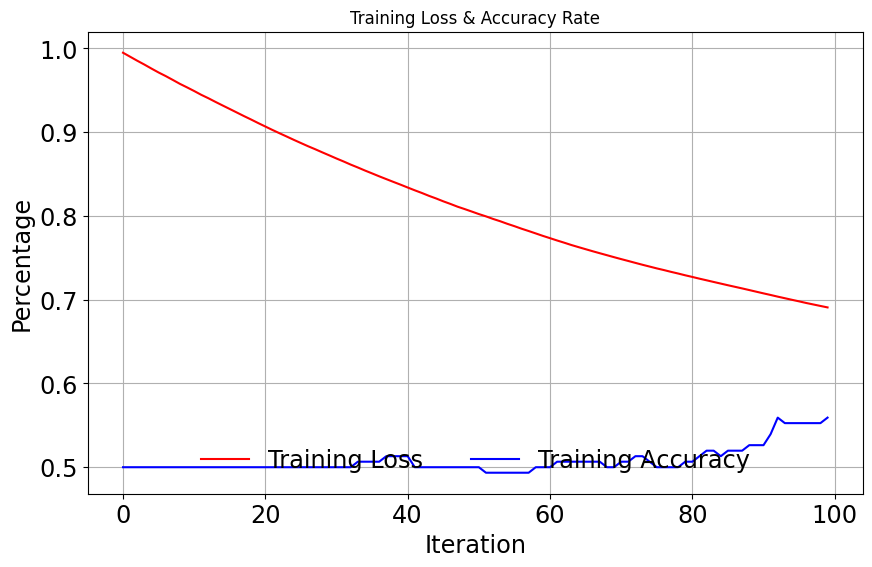 Training Loss & Accuracy Rate
1.0
0.9
0.8
0.7
0.6
0.5
Percentage
Training Loss
Training Accuracy
0 20 40 60 80 100
Iteration